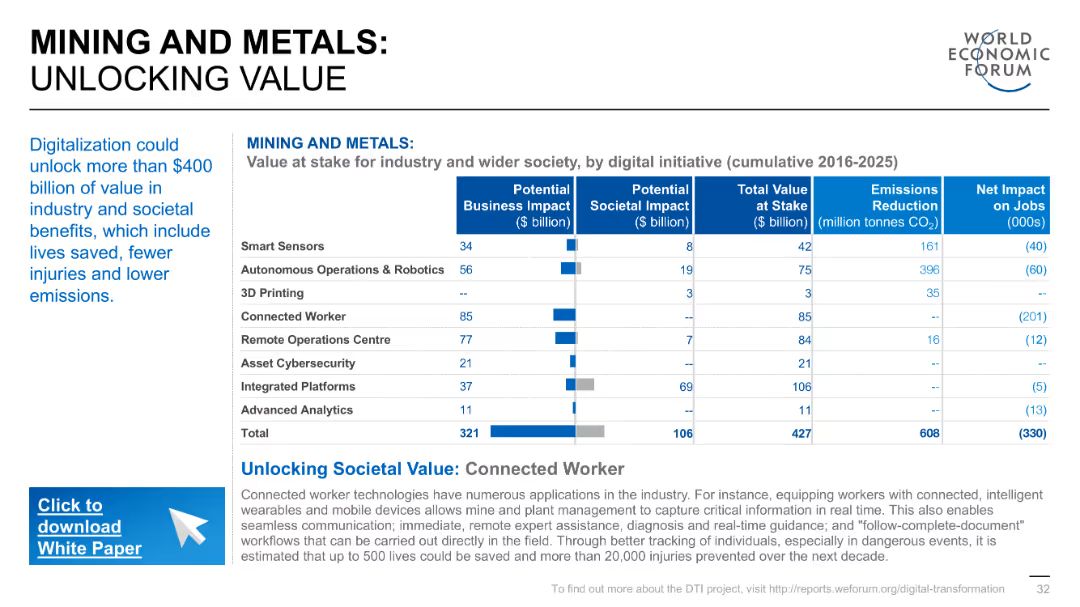 MINING AND METALS:
UNLOCKING VALUE
WORLD
ECONOMIC
FORUM
Digitalization could
unlock more than $400
billion of value in
industry and societal
benefits, which include
lives saved, fewer
injuries and lower
emissions.
Click to
download
White Paper
MINING AND METALS:
Value at stake for industry and wider society, by digital initiative (cumulative 2016-2025)
Potential Business Impact ($ billion) Potential Societal Impact ($ billion) Total Value at Stake ($ billion) Emissions Reduction (million tonnes CO₂) Net Impact on Jobs (000s)
Smart Sensors 34 8 42 161 (40)
Autonomous Operations & Robotics 56 19 75 396 (60)
3D Printing -- 3 3 35 --
Connected Worker 85 -- 85 -- (201)
Remote Operations Centre 77 7 84 16 (12)
Asset Cybersecurity 21 -- 21 -- --
Integrated Platforms 37 69 106 -- (5)
Advanced Analytics 11 -- 11 -- (13)
Total 321 106 427 608 (330)
Unlocking Societal Value: Connected Worker
Connected worker technologies have numerous applications in the industry. For instance, equipping workers with connected, intelligent
wearables and mobile devices allows mine and plant management to capture critical information in real time. This also enables
seamless communication; immediate, remote expert assistance, diagnosis and real-time guidance; and "follow-complete-document"
workflows that can be carried out directly in the field. Through better tracking of individuals, especially in dangerous events, it is
estimated that up to 500 lives could be saved and more than 20,000 injuries prevented over the next decade.
To find out more about the DTI project, visit http://reports.weforum.org/digital-transformation 32